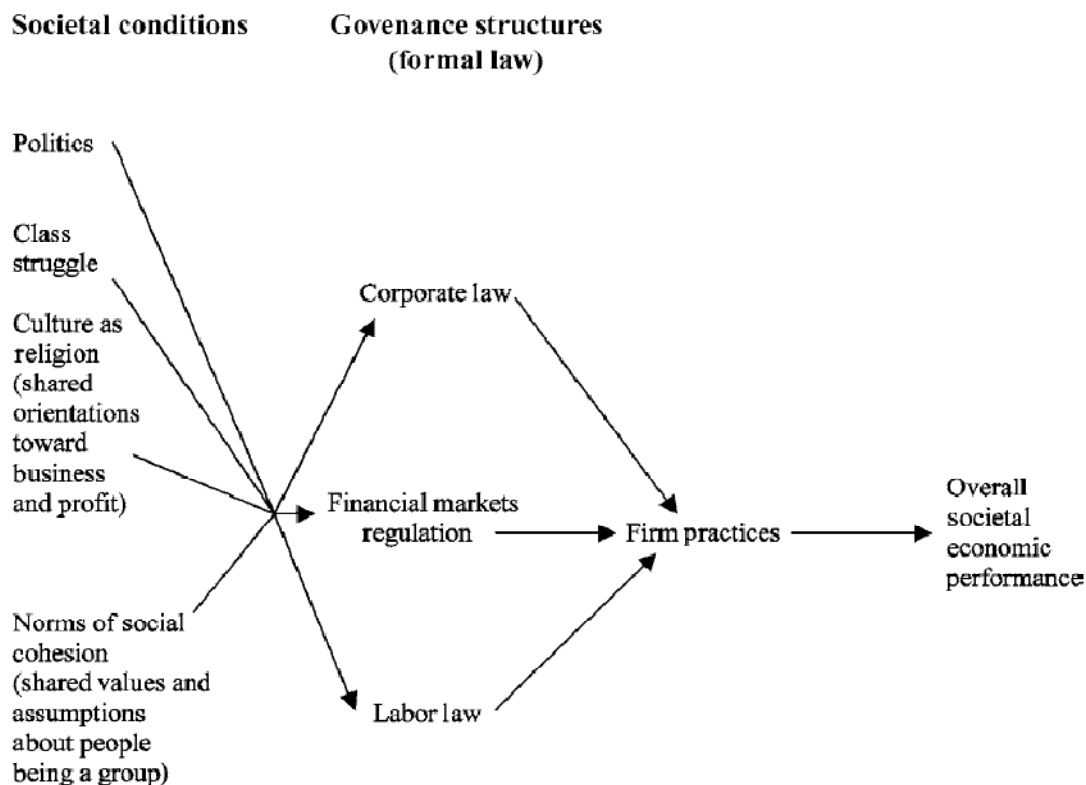 Societal conditions
Govenance structures
(formal law)
Politics
Class
struggle
Culture as
religion
(shared
orientations
toward
business
and profit)
Norms of social
cohesion
(shared values and
assumptions
about people
being a group)
Corporate law
Financial markets
regulation
Labor law
Firm practices
Overall
societal
economic
performance